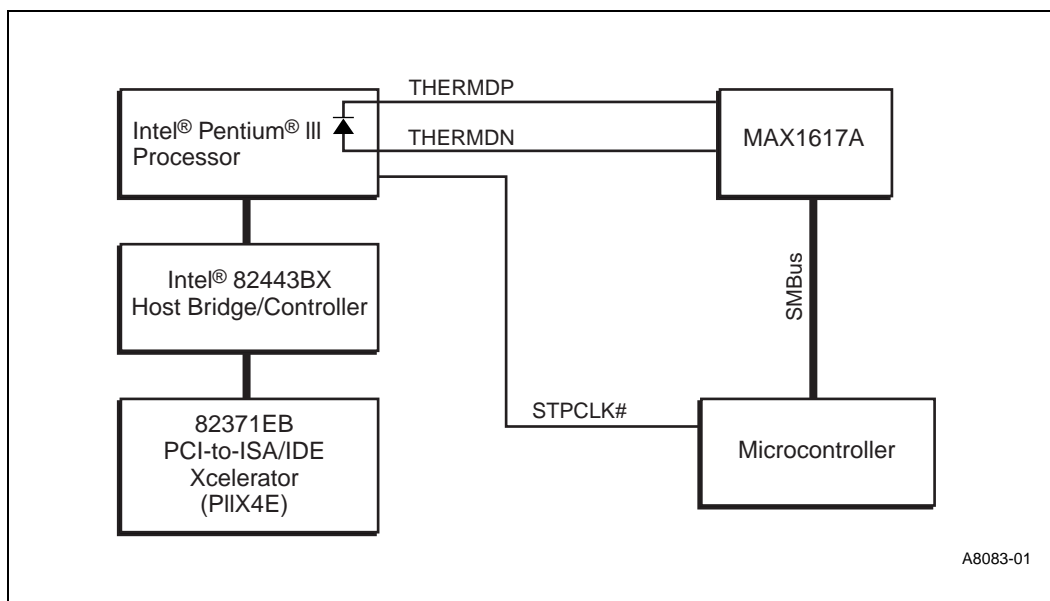 THERMDP
Intel® Pentium® III
Processor
THERMDN
MAX1617A
Intel® 82443BX
Host Bridge/Controller
SMBus
82371EB
PCI-to-ISA/IDE
Xcelerator
(PIIX4E)
STPCLK#
Microcontroller
A8083-01